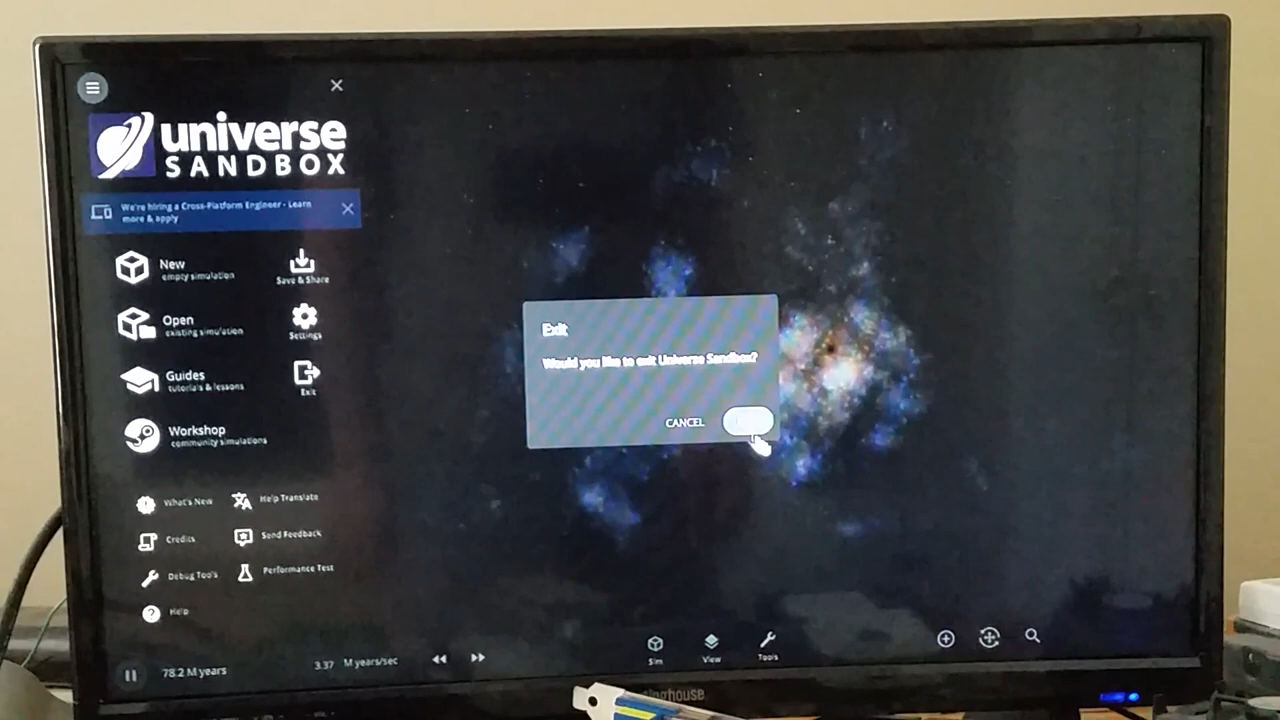 universe
SANDBOX
We're hiring a Cross-Platform Engineer - Learn
more & apply
New
empty simulation
Save & Share
Open
existing simulation
Settings
Guides
tutorials & lessons
Exit
Workshop
community simulations
What's New
Help Translate
Credits
Send Feedback
Debug Tools
Performance Test
Help
78.2 M years
3.37 M years/sec
Sim
View
Tools
Exit
Would you like to exit Universe Sandbox?
CANCEL